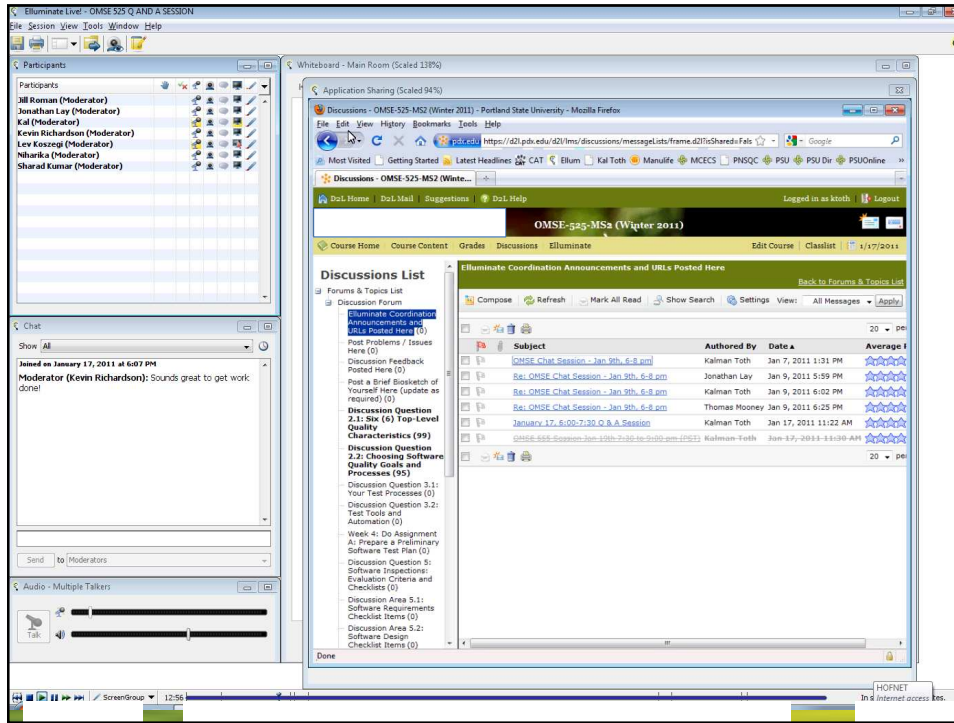 Elluminate Live! - OMSE 525 Q AND A SESSION
File Session View Tools Window Help
Participants
Participants
Jill Roman (Moderator)
Jonathan Lay (Moderator)
Kal (Moderator)
Kevin Richardson (Moderator)
Lev Koszegi (Moderator)
Niharika (Moderator)
Sharad Kumar (Moderator)
Chat
Show All
Joined on January 17, 2011 at 6:07 PM
Moderator (Kevin Richardson): Sounds great to get work
done!
Send to Moderators
Audio - Multiple Talkers
Talk
Whiteboard - Main Room (Scaled 138%)
Application Sharing (Scaled 94%)
Discussions - OMSE-525-MS2 (Winter 2011) - Portland State University - Mozilla Firefox
File Edit View History Bookmarks Tools Help
pdx.edu https://d2l.pdx.edu/d2l/lms/discussions/messageLists/frame.d2l?isShared=Fals Google
Most Visited Getting Started Latest Headlines CAT Ellum Kal Toth Manulife MCECS PNSQC PSU PSU Dir PSUOnline »
Discussions - OMSE-525-MS2 (Winte...
D2L Home D2L Mail Suggestions D2L Help Logged in as ktoth Logout
OMSE-525-MS2 (Winter 2011)
Course Home Course Content Grades Discussions Elluminate Edit Course Classlist 1/17/2011
Discussions List
Forums & Topics List
Discussion Forum
Elluminate Coordination
Announcements and
URLs Posted Here (0)
Post Problems / Issues
Here (0)
Discussion Feedback
Posted Here (0)
Post a Brief Biosketch of
Yourself Here (update as
required) (0)
Discussion Question
2.1: Six (6) Top-Level
Quality
Characteristics (99)
Discussion Question
2.2: Choosing Software
Quality Goals and
Processes (95)
Discussion Question 3.1:
Your Test Processes (0)
Discussion Question 3.2:
Test Tools and
Automation (0)
Week 4: Do Assignment
A: Prepare a Preliminary
Software Test Plan (0)
Discussion Question 5:
Software Inspections:
Evaluation Criteria and
Checklists (0)
Discussion Area 5.1:
Software Requirements
Checklist Items (0)
Discussion Area 5.2:
Software Design
Checklist Items (0)
Elluminate Coordination Announcements and URLs Posted Here
Back to Forums & Topics List
Compose Refresh Mark All Read Show Search Settings View: All Messages Apply
20 per
Subject Authored By Date Average
OMSE Chat Session - Jan 9th, 6-8 pm Kalman Toth Jan 7, 2011 1:31 PM
Re: OMSE Chat Session - Jan 9th, 6-8 pm Jonathan Lay Jan 9, 2011 5:59 PM
Re: OMSE Chat Session - Jan 9th, 6-8 pm Kalman Toth Jan 9, 2011 6:02 PM
Re: OMSE Chat Session - Jan 9th, 6-8 pm Thomas Mooney Jan 9, 2011 6:25 PM
January 17, 6:00-7:30 Q & A Session Kalman Toth Jan 17, 2011 11:22 AM
Session Jan 19th 7:30 to 9:00 pm (PST) Kalman Toth Jan 17, 2011 11:30 AM
20 per
Done
ScreenGroup 12:56
HOFNET
Internet access